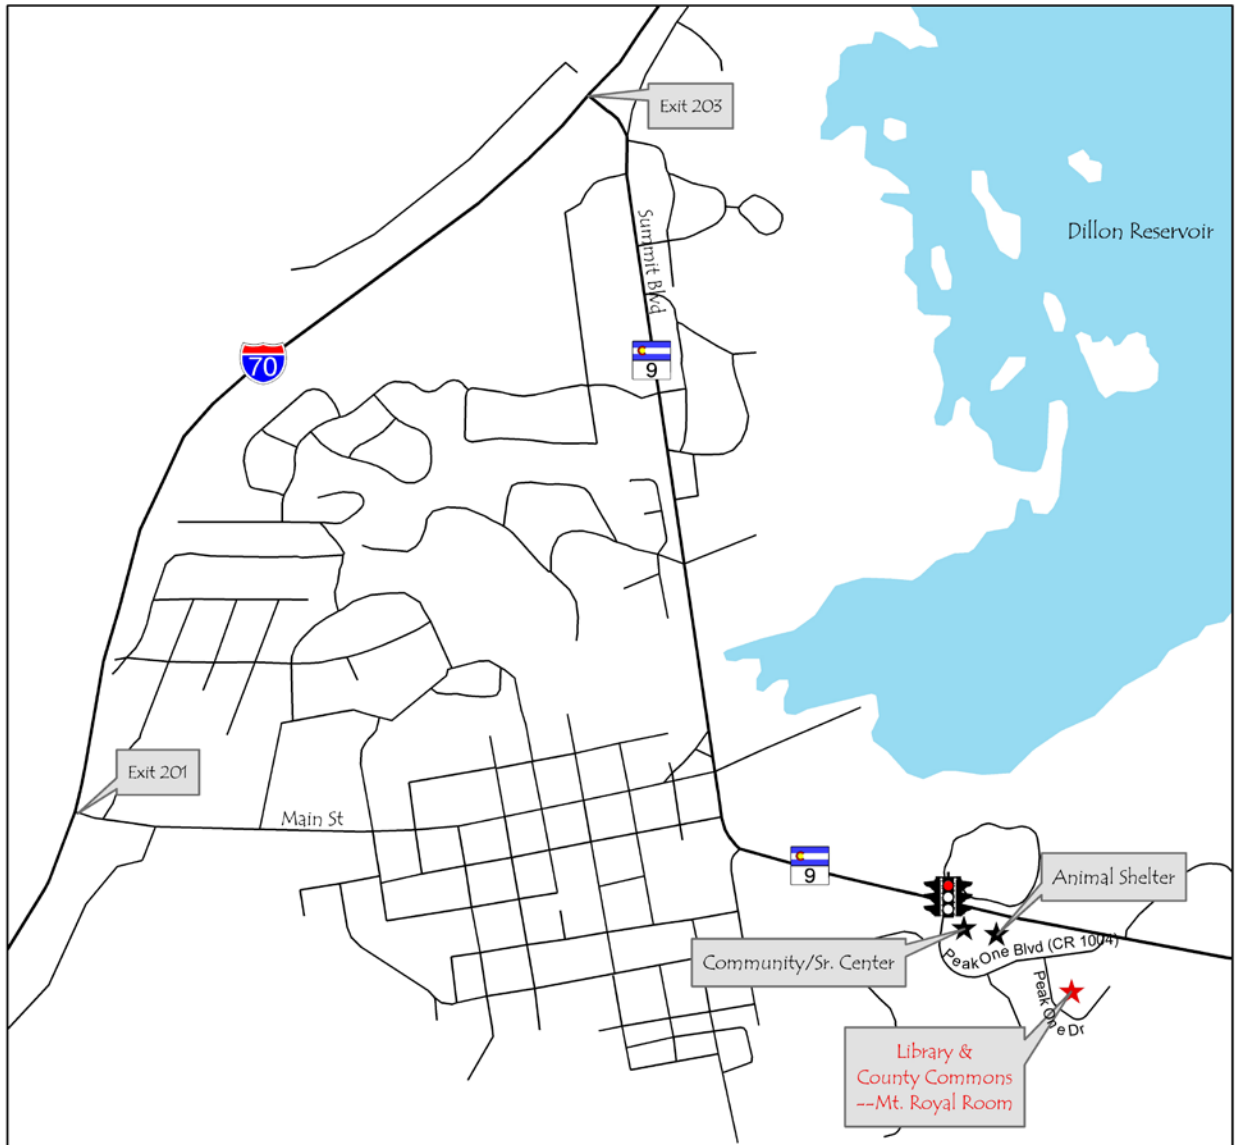 Exit 203
Dillon Reservoir
Summit Blvd
70
9
Exit 201
Main St
9
Animal Shelter
Community/Sr. Center
Peak One Blvd (CR 1004)
Peak One Dr
Library &
County Commons
--Mt. Royal Room